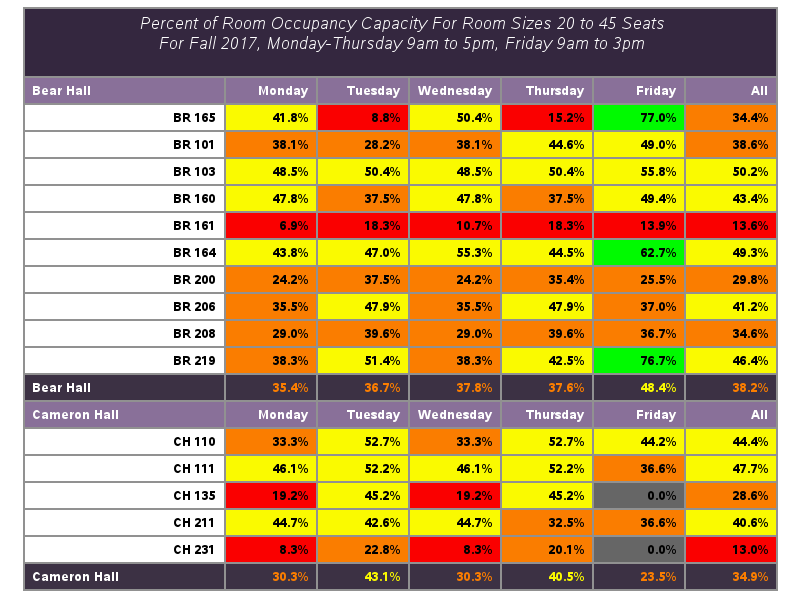 Percent of Room Occupancy Capacity For Room Sizes 20 to 45 Seats
For Fall 2017, Monday-Thursday 9am to 5pm, Friday 9am to 3pm
Bear Hall Monday Tuesday Wednesday Thursday Friday All
BR 165 41.8% 8.8% 50.4% 15.2% 77.0% 34.4%
BR 101 38.1% 28.2% 38.1% 44.6% 49.0% 38.6%
BR 103 48.5% 50.4% 48.5% 50.4% 55.8% 50.2%
BR 160 47.8% 37.5% 47.8% 37.5% 49.4% 43.4%
BR 161 6.9% 18.3% 10.7% 18.3% 13.9% 13.6%
BR 164 43.8% 47.0% 55.3% 44.5% 62.7% 49.3%
BR 200 24.2% 37.5% 24.2% 35.4% 25.5% 29.8%
BR 206 35.5% 47.9% 35.5% 47.9% 37.0% 41.2%
BR 208 29.0% 39.6% 29.0% 39.6% 36.7% 34.6%
BR 219 38.3% 51.4% 38.3% 42.5% 76.7% 46.4%
Bear Hall 35.4% 36.7% 37.8% 37.6% 48.4% 38.2%
Cameron Hall Monday Tuesday Wednesday Thursday Friday All
CH 110 33.3% 52.7% 33.3% 52.7% 44.2% 44.4%
CH 111 46.1% 52.2% 46.1% 52.2% 36.6% 47.7%
CH 135 19.2% 45.2% 19.2% 45.2% 0.0% 28.6%
CH 211 44.7% 42.6% 44.7% 32.5% 36.6% 40.6%
CH 231 8.3% 22.8% 8.3% 20.1% 0.0% 13.0%
Cameron Hall 30.3% 43.1% 30.3% 40.5% 23.5% 34.9%